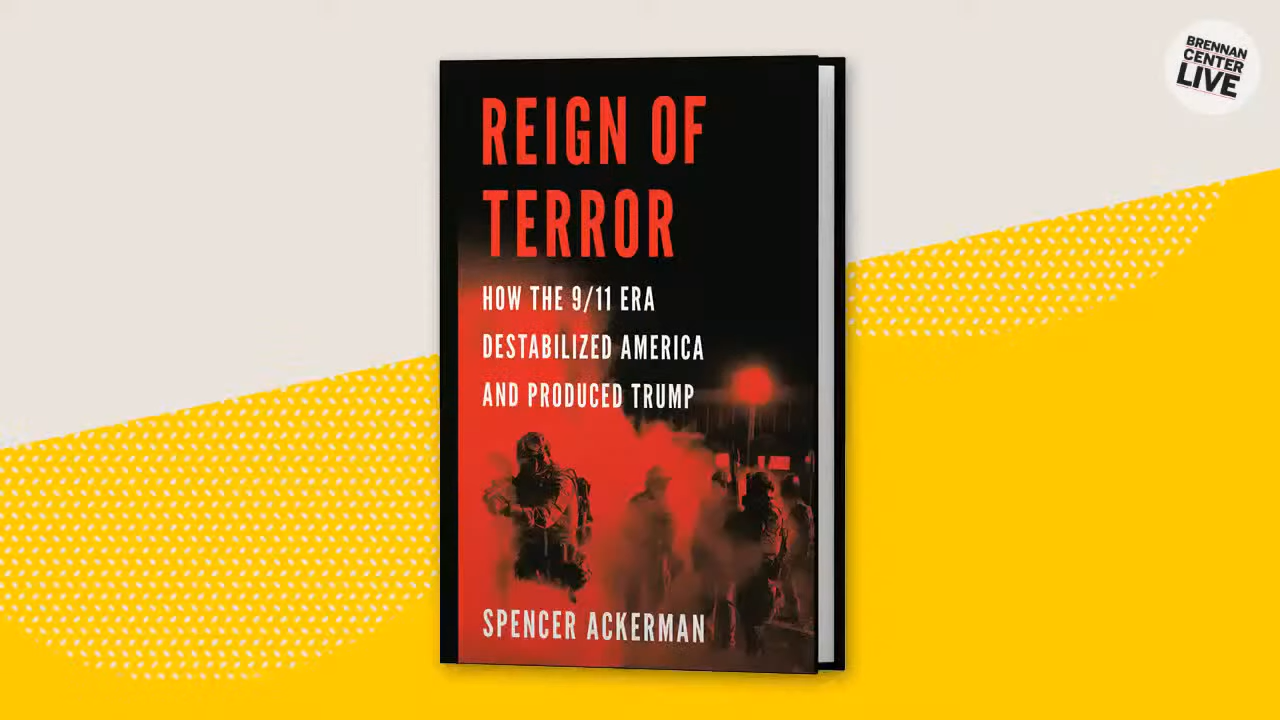 BRENNAN
CENTER
LIVE
REIGN OF
TERROR
HOW THE 9/11 ERA
DESTABILIZED AMERICA
AND PRODUCED TRUMP
SPENCER ACKERMAN